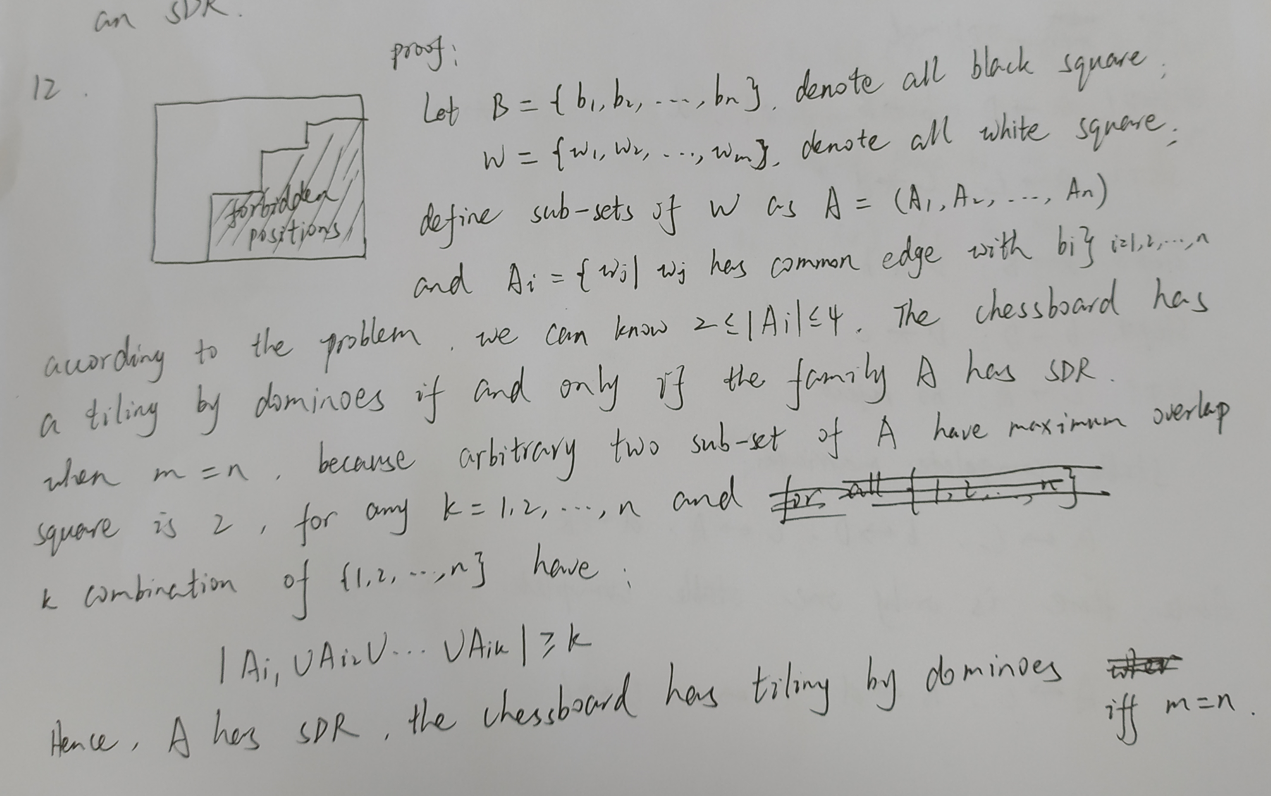 an SDR.
12.
proof:
Let B = {b₁, b₂, ..., bₙ}, denote all black square;
W = {w₁, w₂, ..., wₘ}, denote all white square;
define sub-sets of W as A = (A₁, A₂, ..., Aₙ)
forbidden
positions
and Aᵢ = {wⱼ| wⱼ has common edge with bᵢ} i=1,2,...,n
according to the problem, we can know 2≤|Aᵢ|≤4. The chessboard has
a tiling by dominoes if and only if the family A has SDR.
when m=n, because arbitrary two sub-set of A have maximum overlap
square is 2, for any k=1,2,...,n and for all {1,2,...,n}
k combination of {1,2,...,n} have:
|Aᵢ₁∪Aᵢ₂∪...∪Aᵢₖ|≥k
Hence, A has SDR, the chessboard has tiling by dominoes
iff m=n.